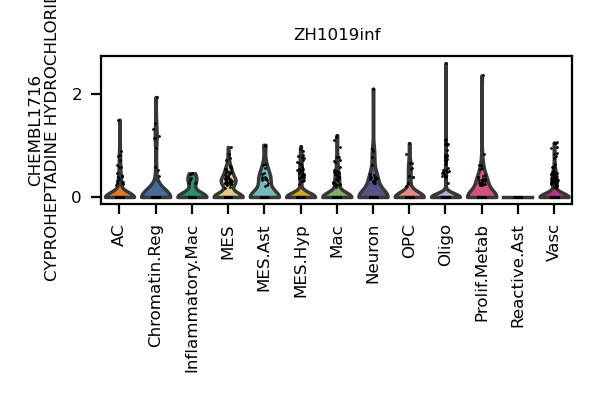 ZH1019inf
CHEMBL1716
CYPROHEPTADINE HYDROCHLORID
2
0
AC
Chromatin.Reg
Inflammatory.Mac
MES
MES.Ast
MES.Hyp
Mac
Neuron
OPC
Oligo
Prolif.Metab
Reactive.Ast
Vasc